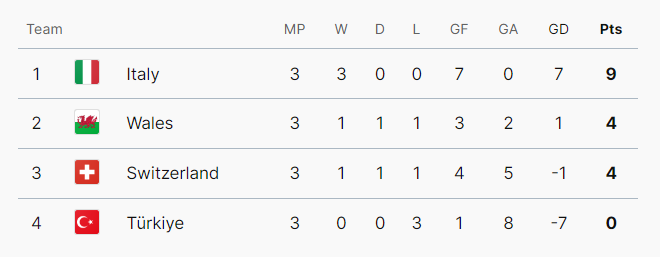 Team MP W D L GF GA GD Pts
1 Italy 3 3 0 0 7 0 7 9
2 Wales 3 1 1 1 3 2 1 4
3 Switzerland 3 1 1 1 4 5 -1 4
4 Türkiye 3 0 0 3 1 8 -7 0